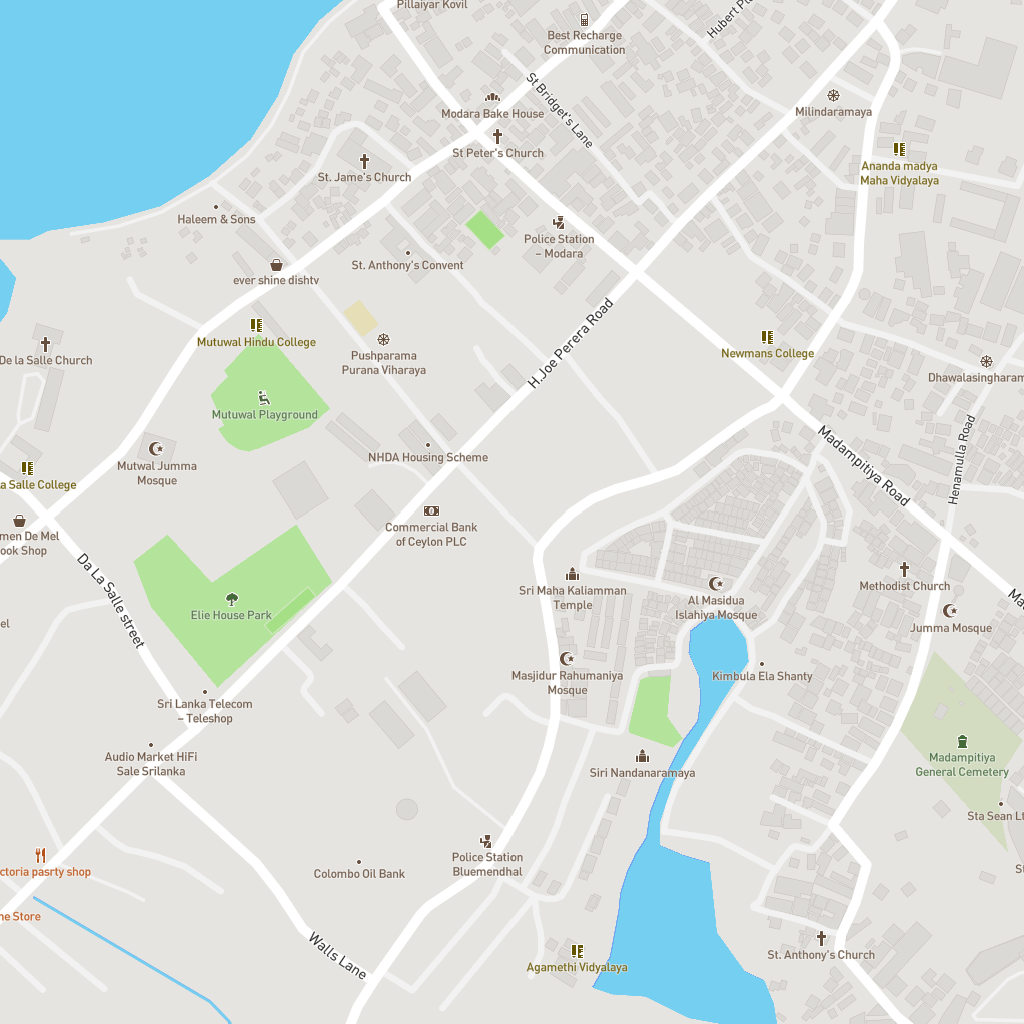 Pillaiyar Kovil
Hubert Pl
Best Recharge
Communication
St Bridget's Lane
Modara Bake House
Milindaramaya
St Peter's Church
Ananda madya
Maha Vidyalaya
St. Jame's Church
Haleem & Sons
Police Station
– Modara
St. Anthony's Convent
ever shine dishtv
H.Joe Perera Road
Mutuwal Hindu College
Newmans College
De la Salle Church
Pushparama
Purana Viharaya
Dhawalasingharam
Mutuwal Playground
Madampitiya Road
Henamulla Road
NHDA Housing Scheme
Mutwal Jumma
Mosque
a Salle College
Commercial Bank
of Ceylon PLC
men De Mel
ook Shop
Da La Salle street
Sri Maha Kaliamman
Temple
Methodist Church
Al Masidua
Islahiya Mosque
Ma
Elie House Park
el
Jumma Mosque
Masjidur Rahumaniya
Mosque
Kimbula Ela Shanty
Sri Lanka Telecom
– Teleshop
Audio Market HiFi
Sale Srilanka
Madampitiya
General Cemetery
Siri Nandanaramaya
Sta Sean Lt
Police Station
Bluemendhal
Colombo Oil Bank
ctoria pasrty shop
St
ne Store
Walls Lane
St. Anthony's Church
Agamethi Vidyalaya